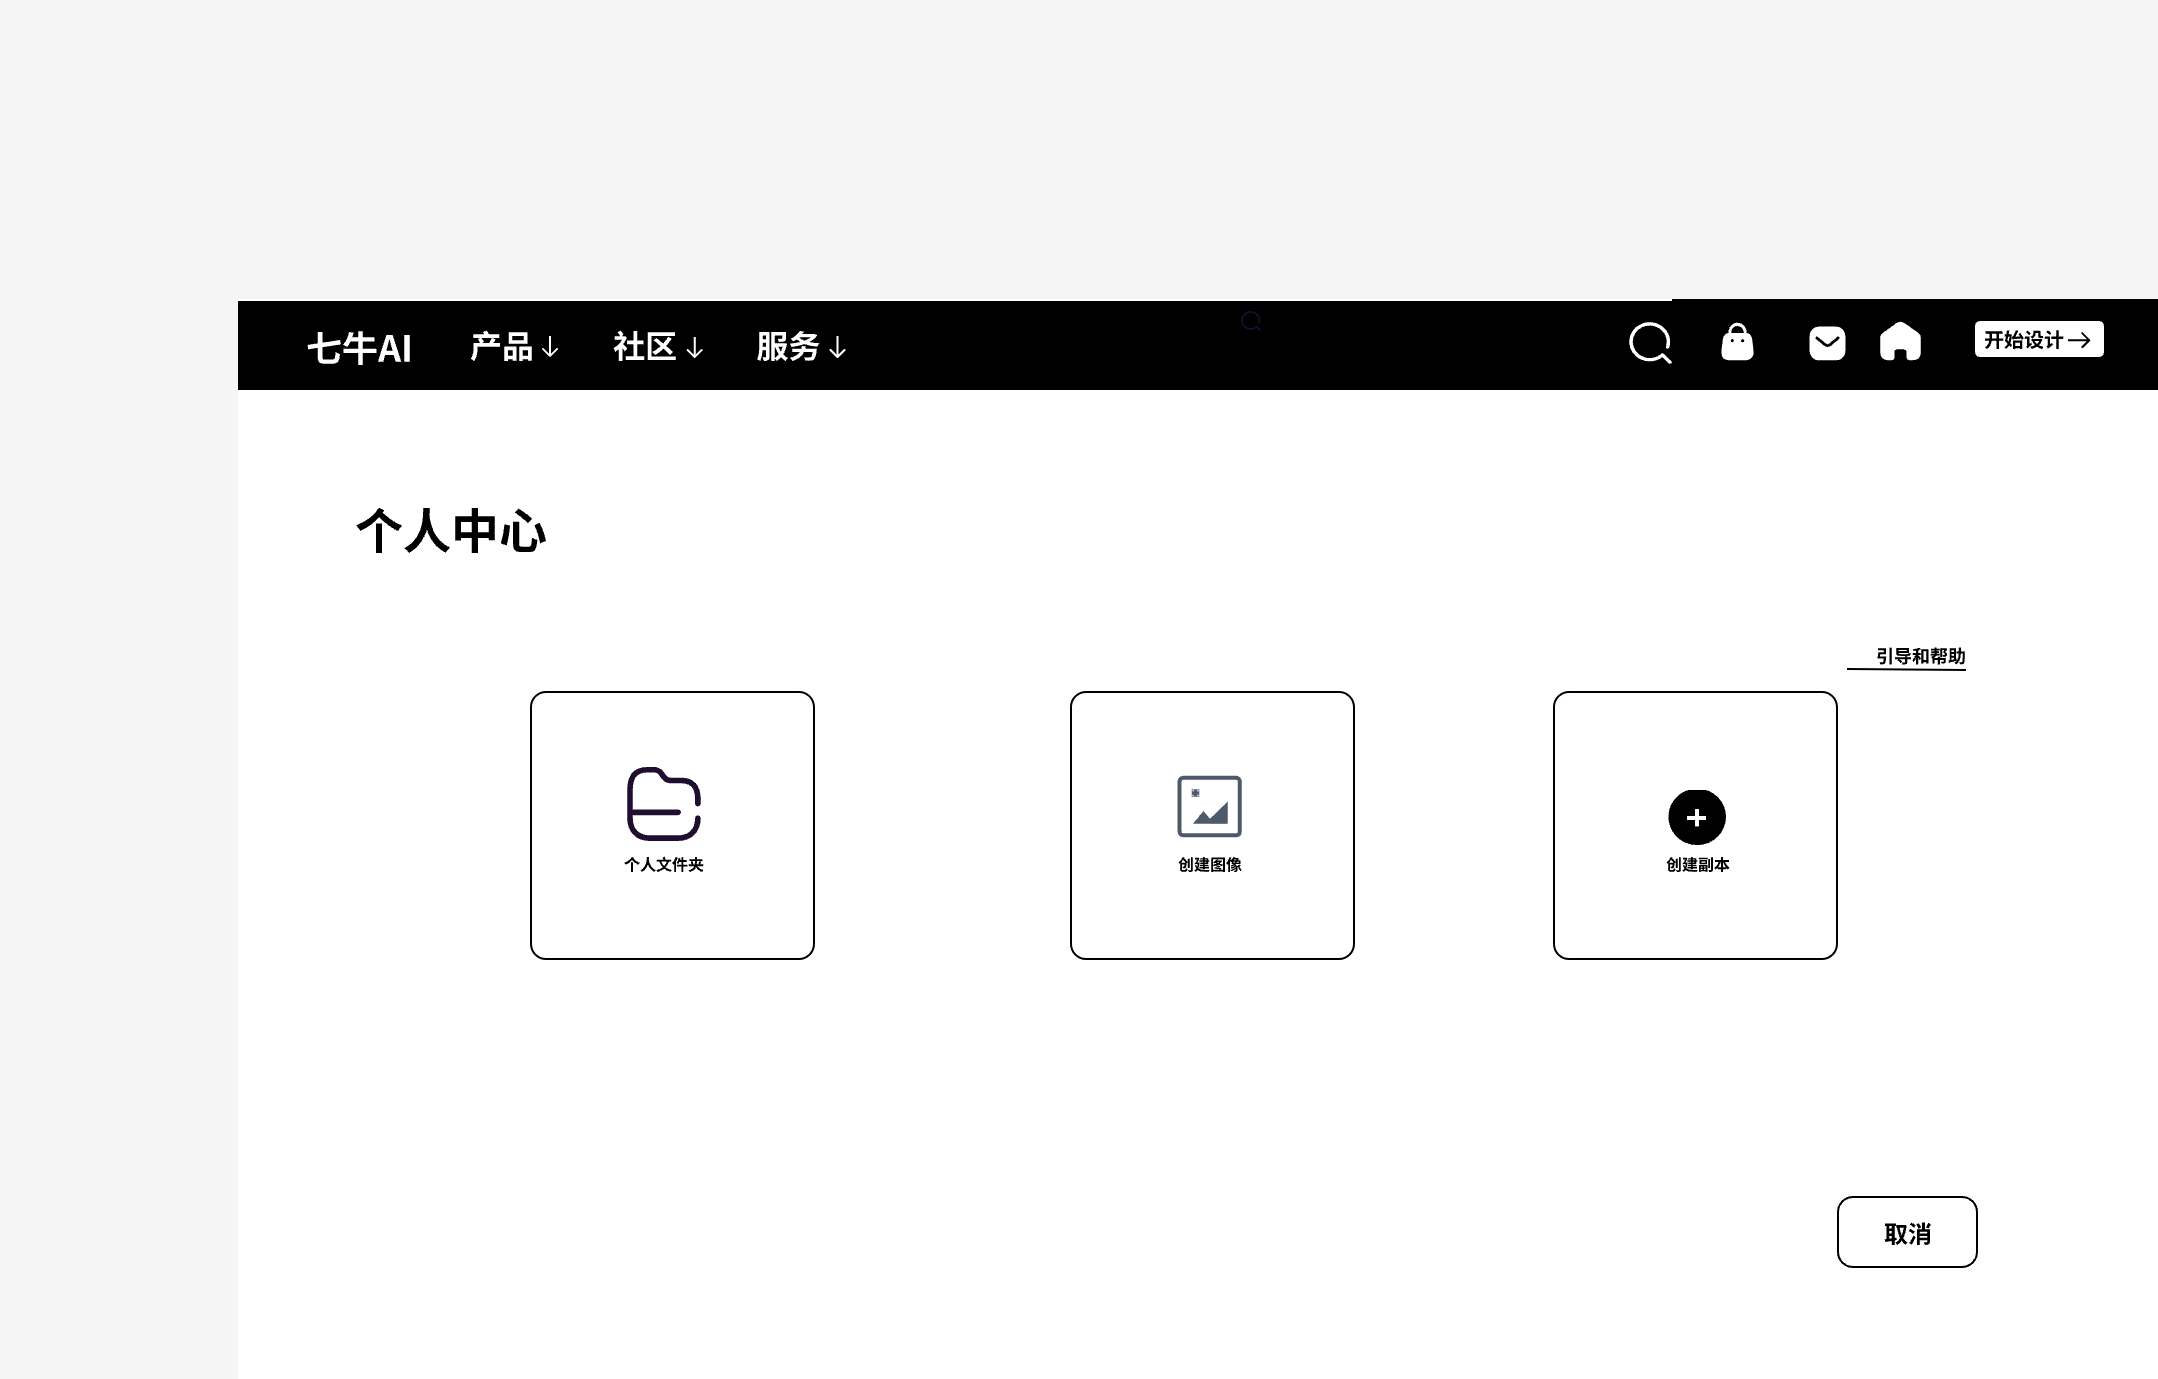 七牛AI 产品 社区 服务 开始设计
个人中心
引导和帮助
个人文件夹 创建图像 创建副本
取消